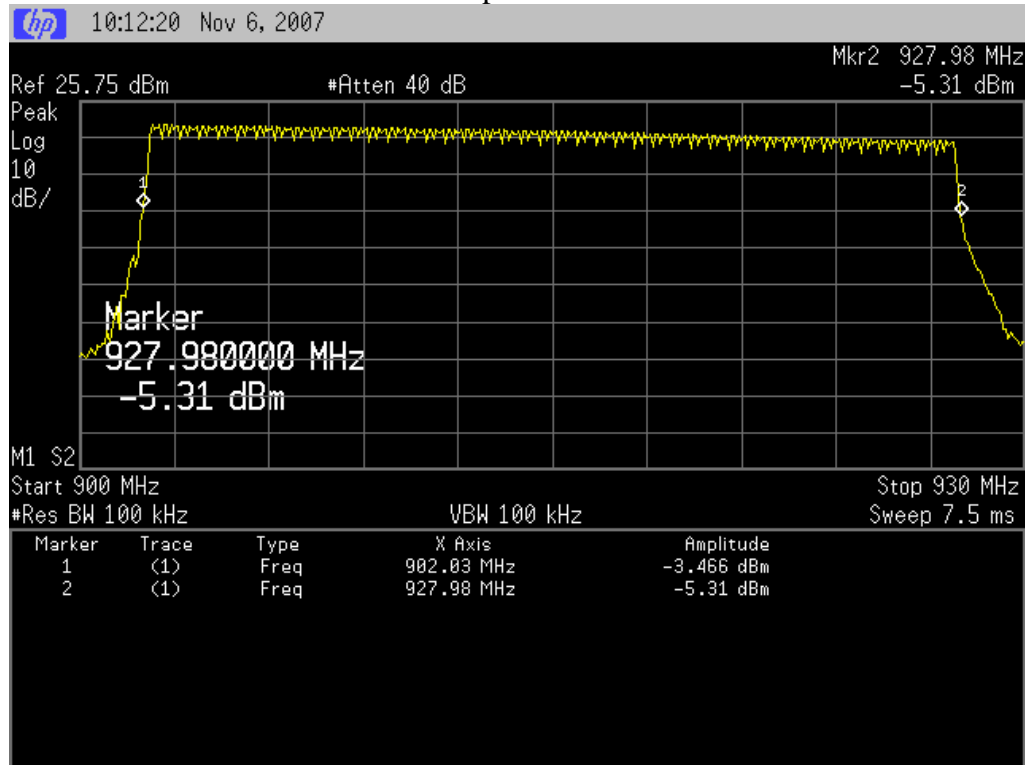 hp 10:12:20 Nov 6, 2007
Mkr2 927.98 MHz
Ref 25.75 dBm #Atten 40 dB -5.31 dBm
Peak
Log
10
dB/
1
2
Marker
927.980000 MHz
-5.31 dBm
M1 S2
Start 900 MHz Stop 930 MHz
#Res BW 100 kHz VBW 100 kHz Sweep 7.5 ms
Marker Trace Type X Axis Amplitude
1 (1) Freq 902.03 MHz -3.466 dBm
2 (1) Freq 927.98 MHz -5.31 dBm